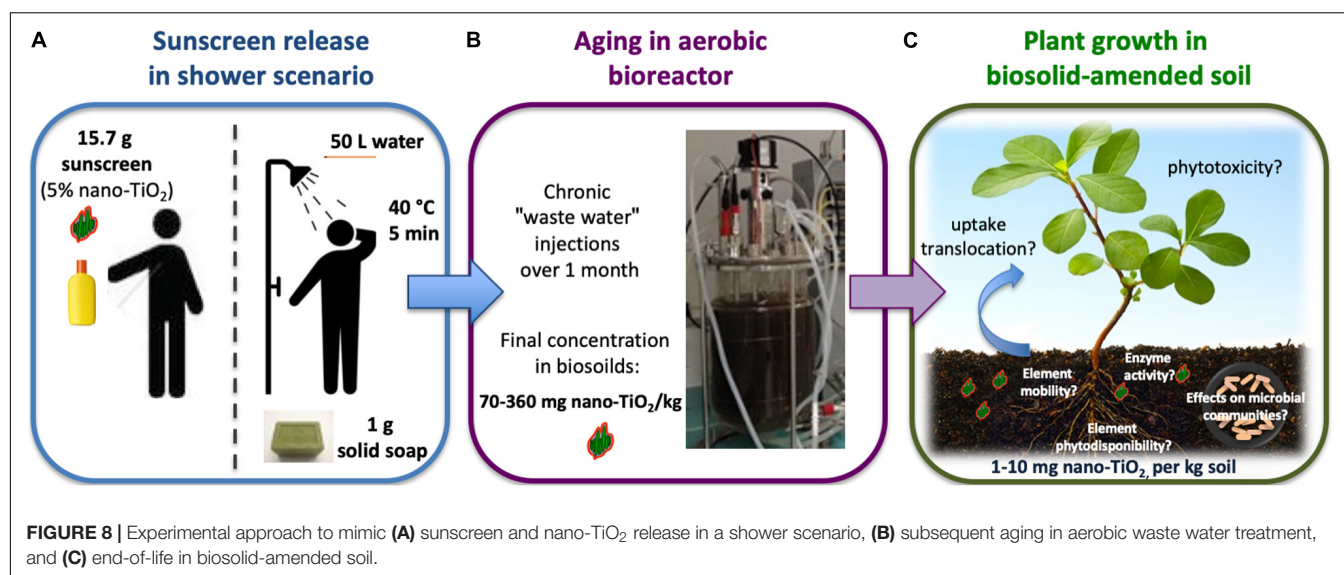 A
Sunscreen release
in shower scenario
15.7 g
sunscreen
(5% nano-TiO₂)
50 L water
40 °C
5 min
1 g
solid soap
B
Aging in aerobic
bioreactor
Chronic
"waste water"
injections
over 1 month
Final concentration
in biosoilds:
70-360 mg nano-TiO₂/kg
C
Plant growth in
biosolid-amended soil
phytotoxicity?
uptake
translocation?
Element
mobility?
Enzyme
activity?
Effects on microbial
communities?
Element
phytodisponibility?
1-10 mg nano-TiO₂, per kg soil
FIGURE 8 | Experimental approach to mimic (A) sunscreen and nano-TiO₂ release in a shower scenario, (B) subsequent aging in aerobic waste water treatment,
and (C) end-of-life in biosolid-amended soil.